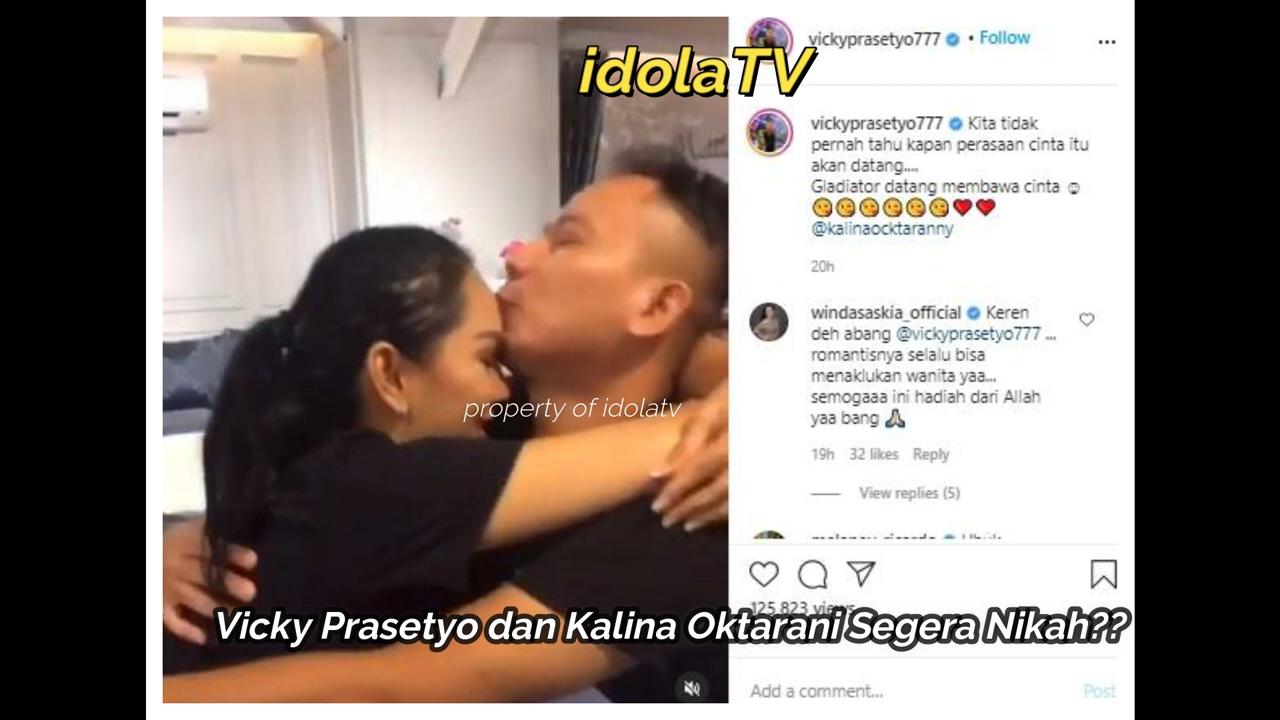 idolaTV
vickyprasetyo777 • Follow
vickyprasetyo777 Kita tidak
pernah tahu kapan perasaan cinta itu
akan datang....
Gladiator datang membawa cinta
@kalinaocktaranny
20h
windasaskia_official Keren
deh abang @vickyprasetyo777 ...
romantisnya selalu bisa
menaklukan wanita yaa...
semogaaa ini hadiah dari Allah
yaa bang
19h 32 likes Reply
View replies (5)
property of idolatv
125,823 views
Vicky Prasetyo dan Kalina Oktarani Segera Nikah??
Add a comment... Post